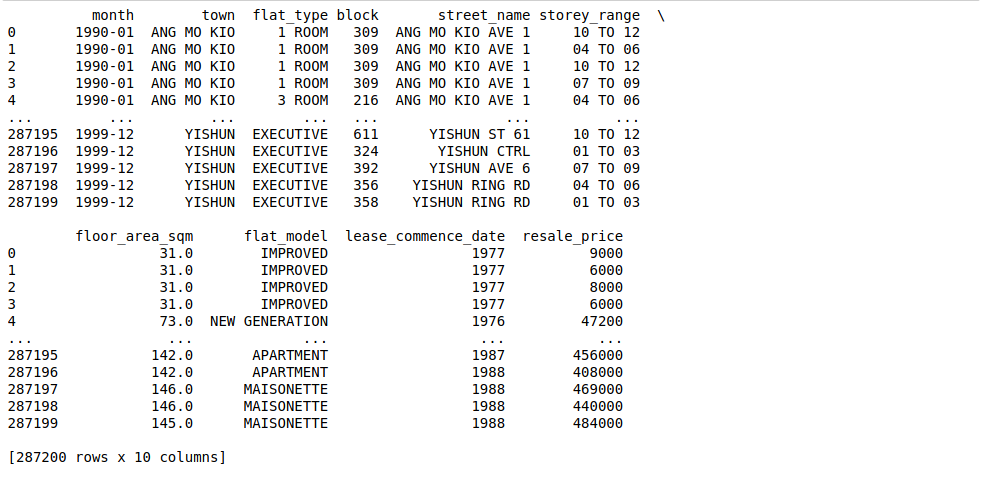 month        town  flat_type block       street_name storey_range  \
0        1990-01  ANG MO KIO     1 ROOM   309  ANG MO KIO AVE 1     10 TO 12
1        1990-01  ANG MO KIO     1 ROOM   309  ANG MO KIO AVE 1     04 TO 06
2        1990-01  ANG MO KIO     1 ROOM   309  ANG MO KIO AVE 1     10 TO 12
3        1990-01  ANG MO KIO     1 ROOM   309  ANG MO KIO AVE 1     07 TO 09
4        1990-01  ANG MO KIO     3 ROOM   216  ANG MO KIO AVE 1     04 TO 06
...          ...         ...        ...   ...               ...          ...
287195   1999-12      YISHUN  EXECUTIVE   611      YISHUN ST 61     10 TO 12
287196   1999-12      YISHUN  EXECUTIVE   324       YISHUN CTRL     01 TO 03
287197   1999-12      YISHUN  EXECUTIVE   392      YISHUN AVE 6     07 TO 09
287198   1999-12      YISHUN  EXECUTIVE   356    YISHUN RING RD     04 TO 06
287199   1999-12      YISHUN  EXECUTIVE   358    YISHUN RING RD     01 TO 03

        floor_area_sqm      flat_model  lease_commence_date  resale_price
0                 31.0        IMPROVED                 1977          9000
1                 31.0        IMPROVED                 1977          6000
2                 31.0        IMPROVED                 1977          8000
3                 31.0        IMPROVED                 1977          6000
4                 73.0  NEW GENERATION                 1976         47200
...                ...             ...                  ...           ...
287195           142.0       APARTMENT                 1987        456000
287196           142.0       APARTMENT                 1988        408000
287197           146.0      MAISONETTE                 1988        469000
287198           146.0      MAISONETTE                 1988        440000
287199           145.0      MAISONETTE                 1988        484000

[287200 rows x 10 columns]